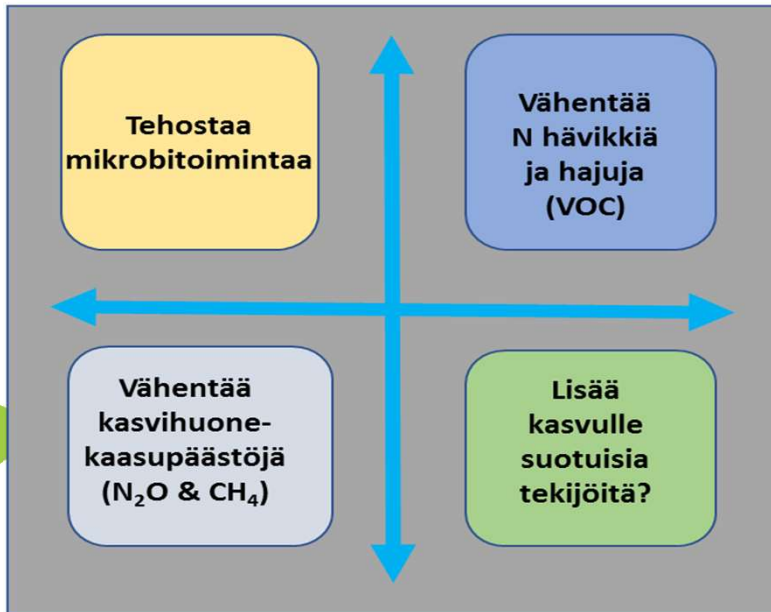 Tehostaa
mikrobitoimintaa
Vähentää
N hävikkiä
ja hajuja
(VOC)
Vähentää
kasvihuone-
kaasupäästöjä
(N₂O & CH₄)
Lisää
kasvulle
suotuisia
tekijöitä?